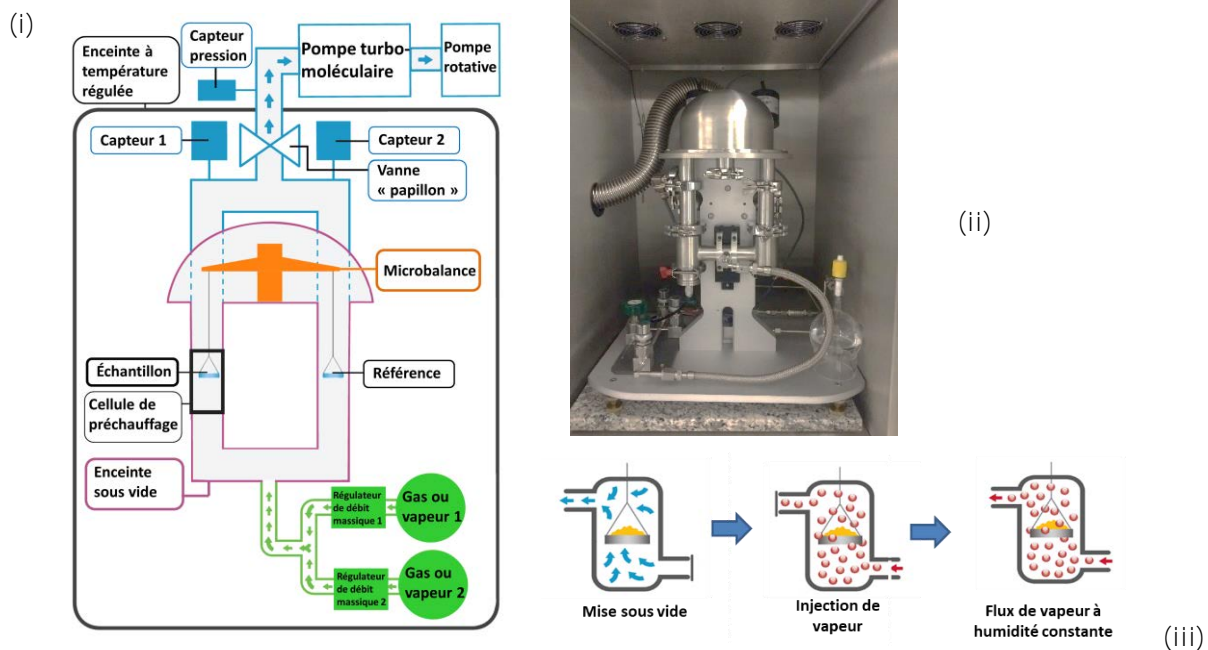 (i)
Enceinte à
température
régulée
Capteur
pression
Pompe turbo-
moléculaire
Pompe
rotative
Capteur 1
Capteur 2
Vanne
« papillon »
Microbalance
Échantillon
Référence
Cellule de
préchauffage
Enceinte
sous vide
Régulateur
de débit
massique 1
Gas ou
vapeur 1
Régulateur
de débit
massique 2
Gas ou
vapeur 2
(ii)
Mise sous vide
Injection de
vapeur
Flux de vapeur à
humidité constante
(iii)